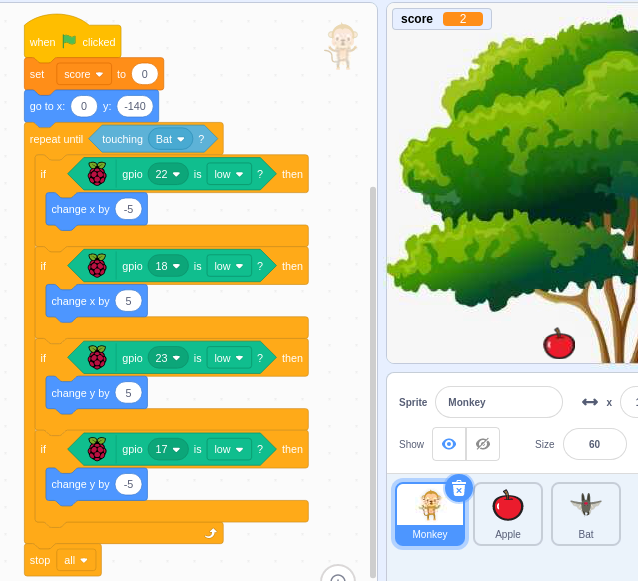 when clicked
set score to 0
go to x: 0 y: -140
repeat until touching Bat ?
if gpio 22 is low ? then
change x by -5
if gpio 18 is low ? then
change x by 5
if gpio 23 is low ? then
change y by 5
if gpio 17 is low ? then
change y by -5
stop all
score 2
Sprite Monkey x
Show Size 60
Monkey Apple Bat